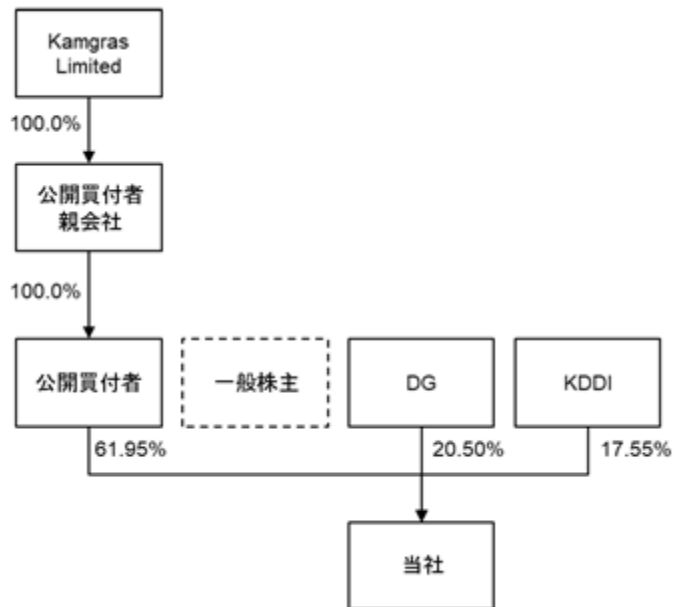 Kamgras
Limited
100.0%
公開買付者
親会社
100.0%
公開買付者
一般株主
DG
KDDI
61.95%
20.50%
17.55%
当社